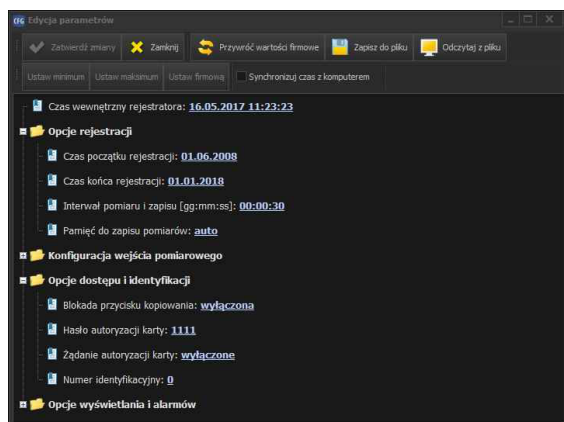 CFG Edycja parametrów
Zatwierdź zmiany Zamknij Przywróć wartości firmowe Zapisz do pliku Odczytaj z pliku
Ustaw minimum Ustaw maksimum Ustaw firmową Synchronizuj czas z komputerem
Czas wewnętrzny rejestratora: 16.05.2017 11:23:23
Opcje rejestracji
Czas początku rejestracji: 01.06.2008
Czas końca rejestracji: 01.01.2018
Interwał pomiaru i zapisu [gg:mm:ss]: 00:00:30
Pamięć do zapisu pomiarów: auto
Konfiguracja wejścia pomiarowego
Opcje dostępu i identyfikacji
Blokada przycisku kopiowania: wyłączona
Hasło autoryzacji karty: 1111
Żądanie autoryzacji karty: wyłączone
Numer identyfikacyjny: 0
Opcje wyświetlania i alarmów